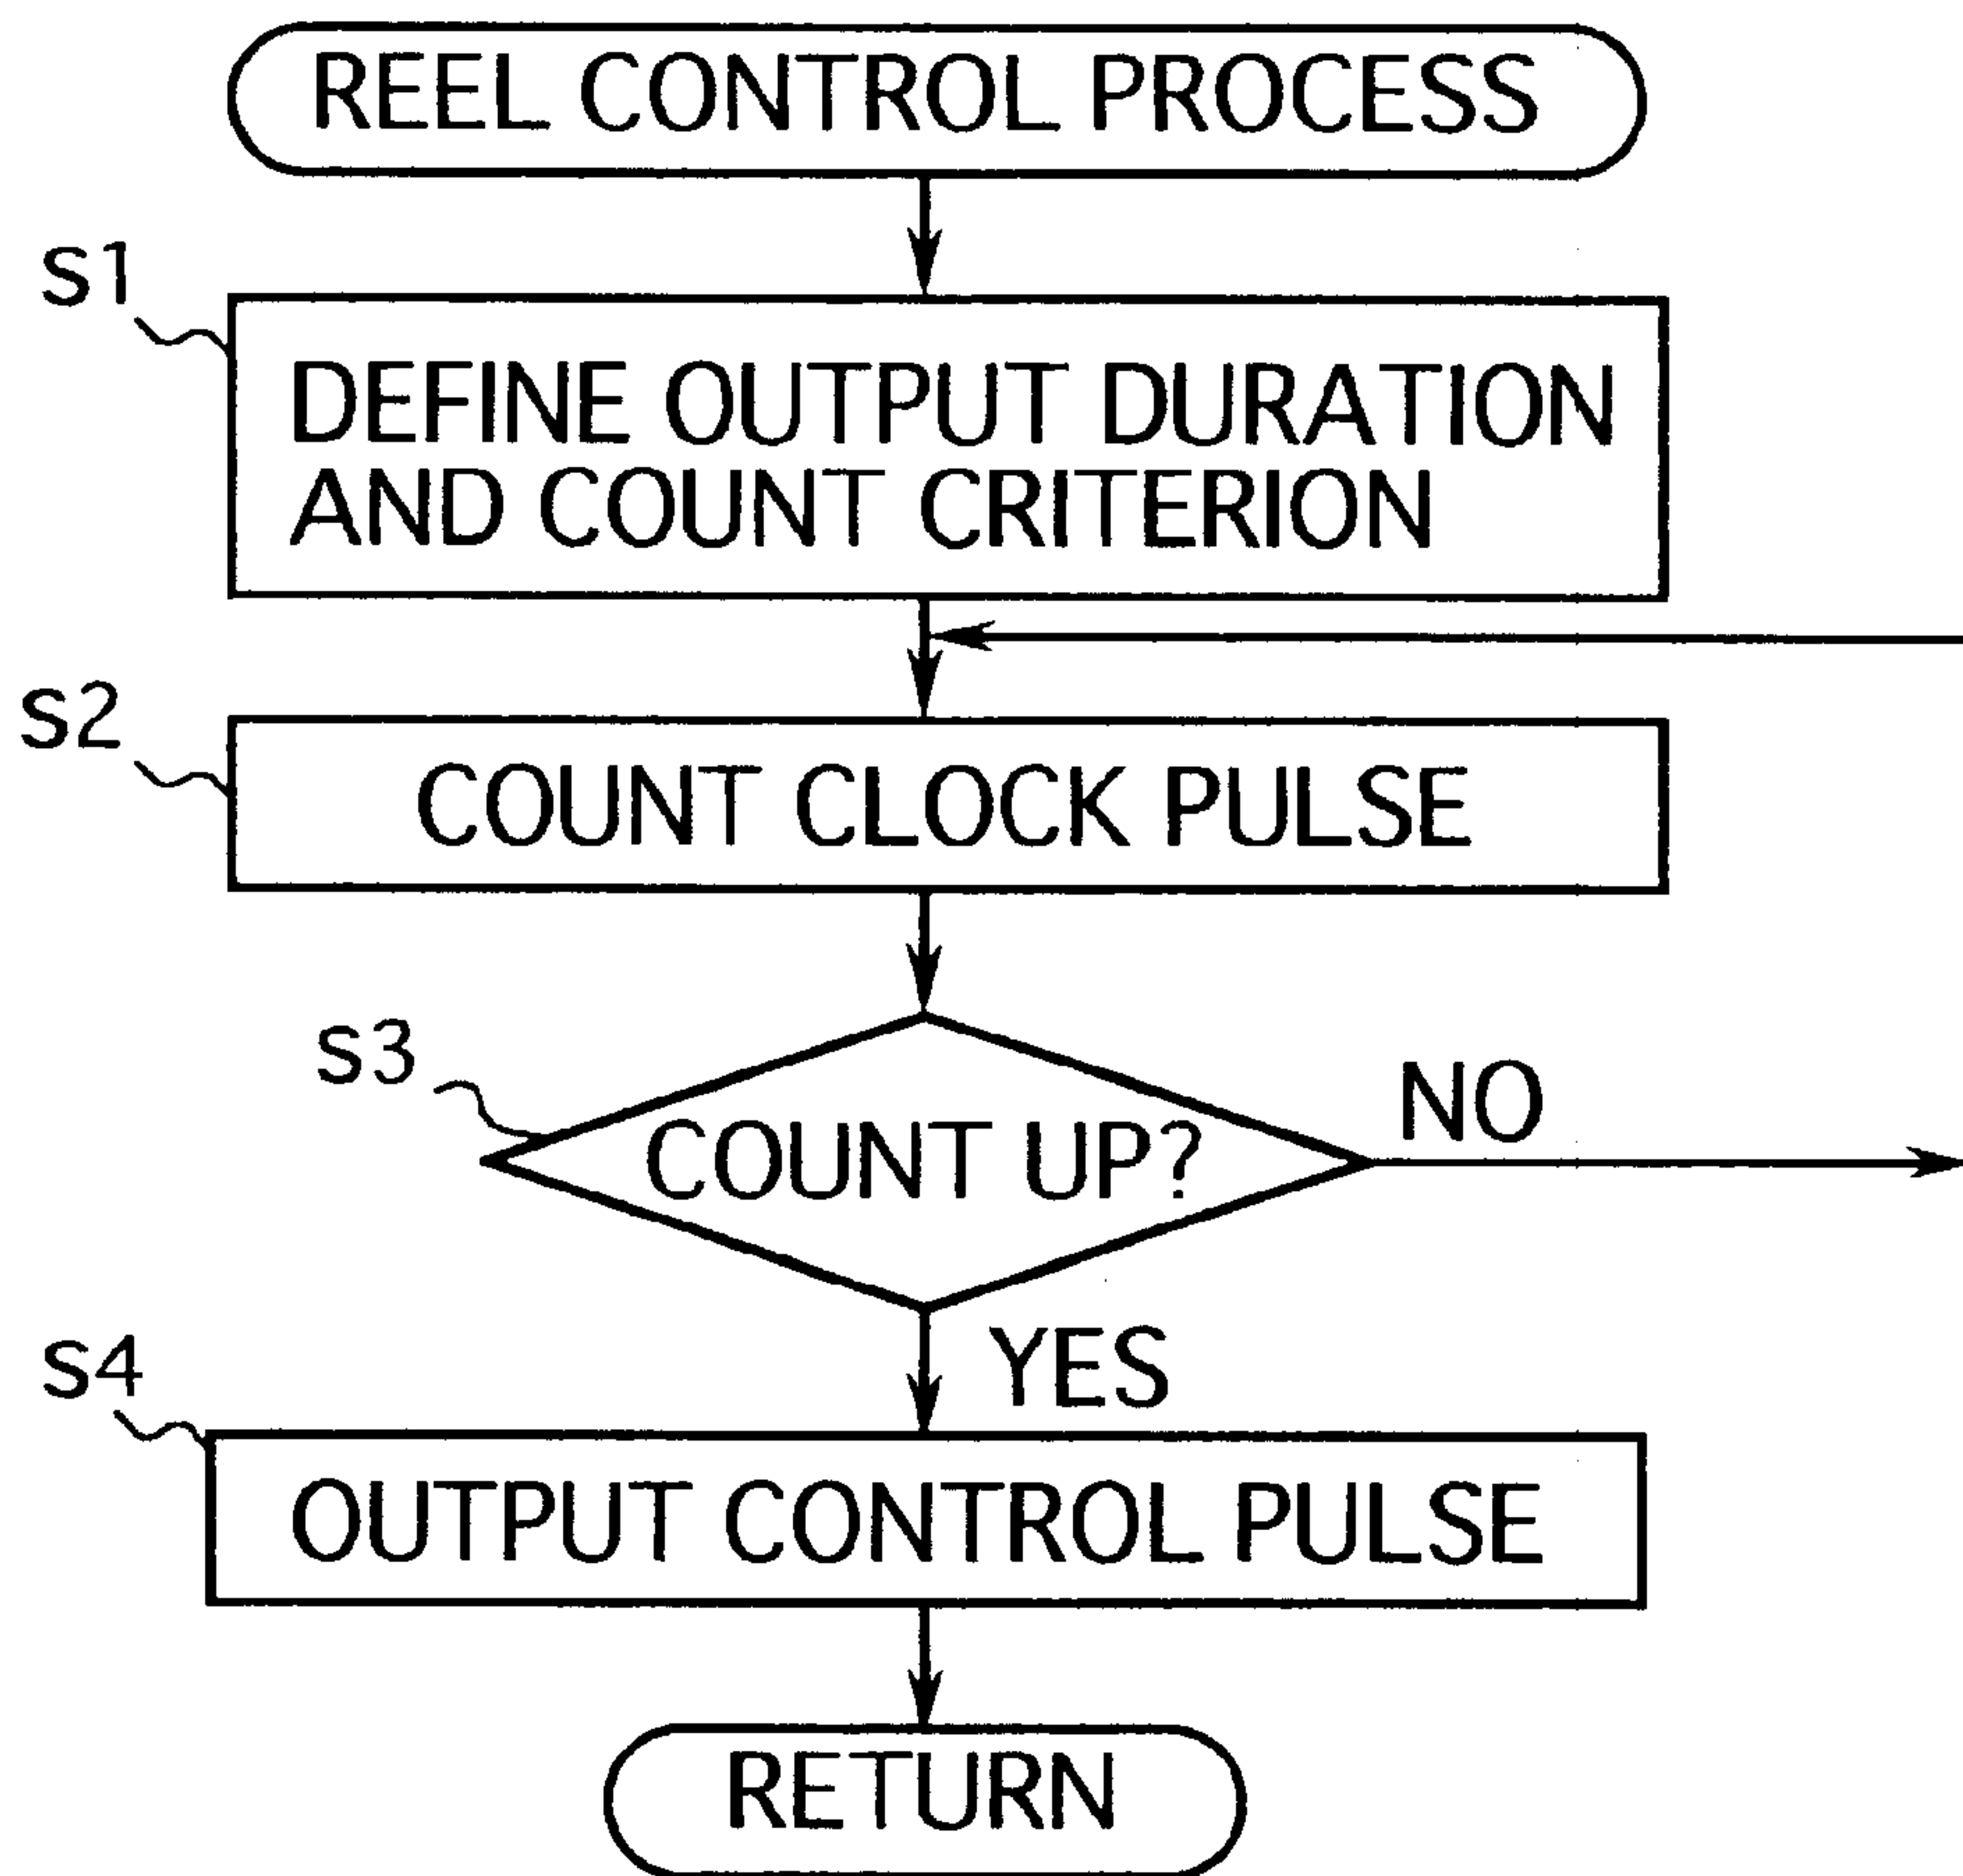 REEL CONTROL PROCESS
s1
DEFINE OUTPUT DURATION
AND COUNT CRITERION
s2
COUNT CLOCK PULSE
s3
COUNT UP?
NO
YES
s4
OUTPUT CONTROL PULSE
RETURN